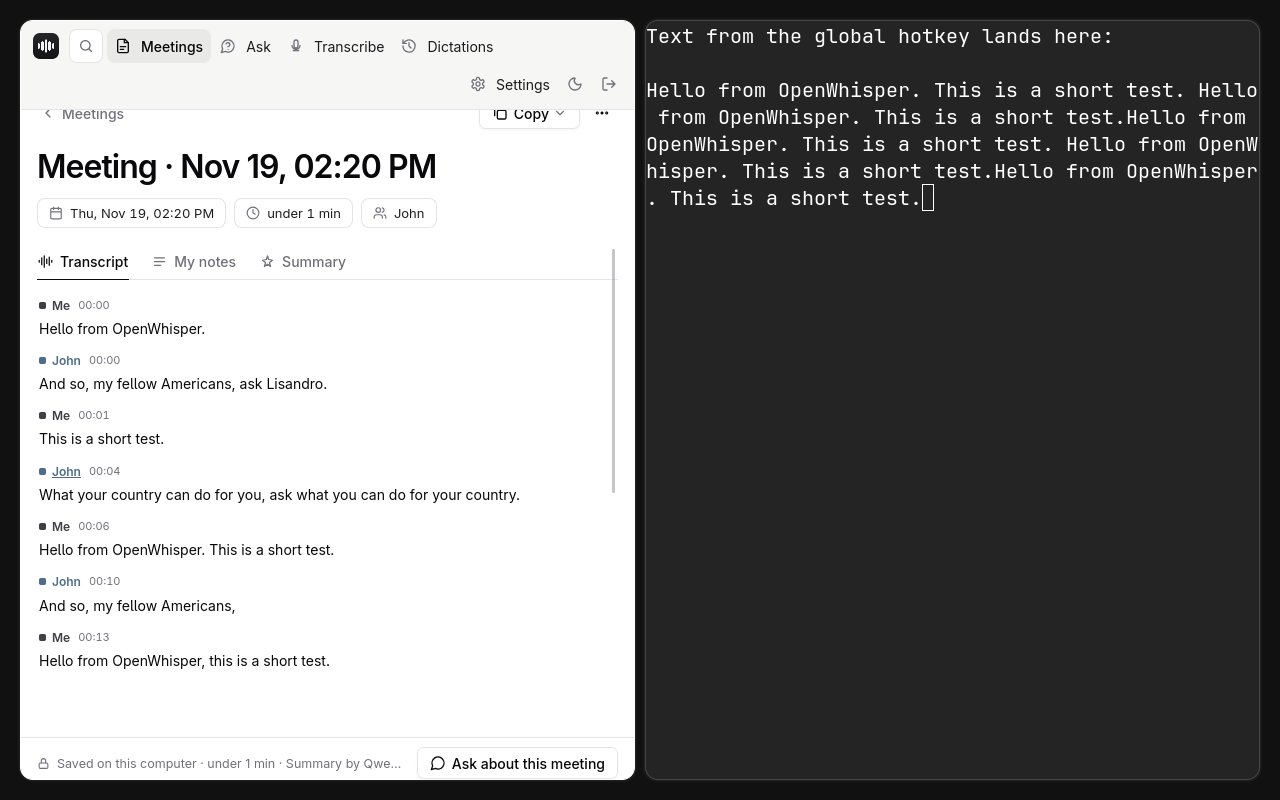 Meetings
Ask
Transcribe
Dictations
Settings
Meetings
Copy
Meeting · Nov 19, 02:20 PM
Thu, Nov 19, 02:20 PM
under 1 min
John
Transcript
My notes
Summary
Me 00:00
Hello from OpenWhisper.
John 00:00
And so, my fellow Americans, ask Lisandro.
Me 00:01
This is a short test.
John 00:04
What your country can do for you, ask what you can do for your country.
Me 00:06
Hello from OpenWhisper. This is a short test.
John 00:10
And so, my fellow Americans,
Me 00:13
Hello from OpenWhisper, this is a short test.
Saved on this computer · under 1 min · Summary by Qwe…
Ask about this meeting
Text from the global hotkey lands here:
Hello from OpenWhisper. This is a short test. Hello
from OpenWhisper. This is a short test.Hello from
OpenWhisper. This is a short test. Hello from OpenW
hisper. This is a short test.Hello from OpenWhisper
. This is a short test.